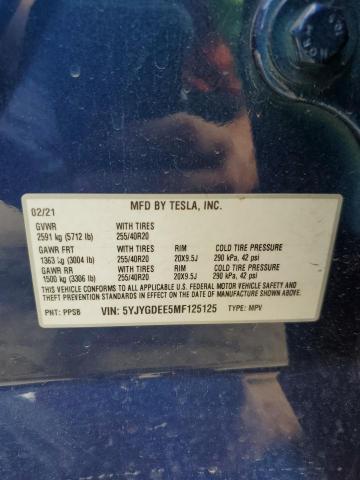 MFD BY TESLA, INC.
02/21
GVWR WITH TIRES
2591 kg (5712 lb) 255/40R20
GAWR FRT WITH TIRES RIM COLD TIRE PRESSURE
1363 kg (3004 lb) 255/40R20 20X9.5J 290 kPa, 42 psi
GAWR RR WITH TIRES RIM COLD TIRE PRESSURE
1500 kg (3306 lb) 255/40R20 20X9.5J 290 kPa, 42 psi
THIS VEHICLE CONFORMS TO ALL APPLICABLE U.S. FEDERAL MOTOR VEHICLE SAFETY AND
THEFT PREVENTION STANDARDS IN EFFECT ON THE DATE OF MANUFACTURE SHOWN ABOVE.
PNT: PPSB VIN: 5YJYGDEE5MF125125 TYPE: MPV